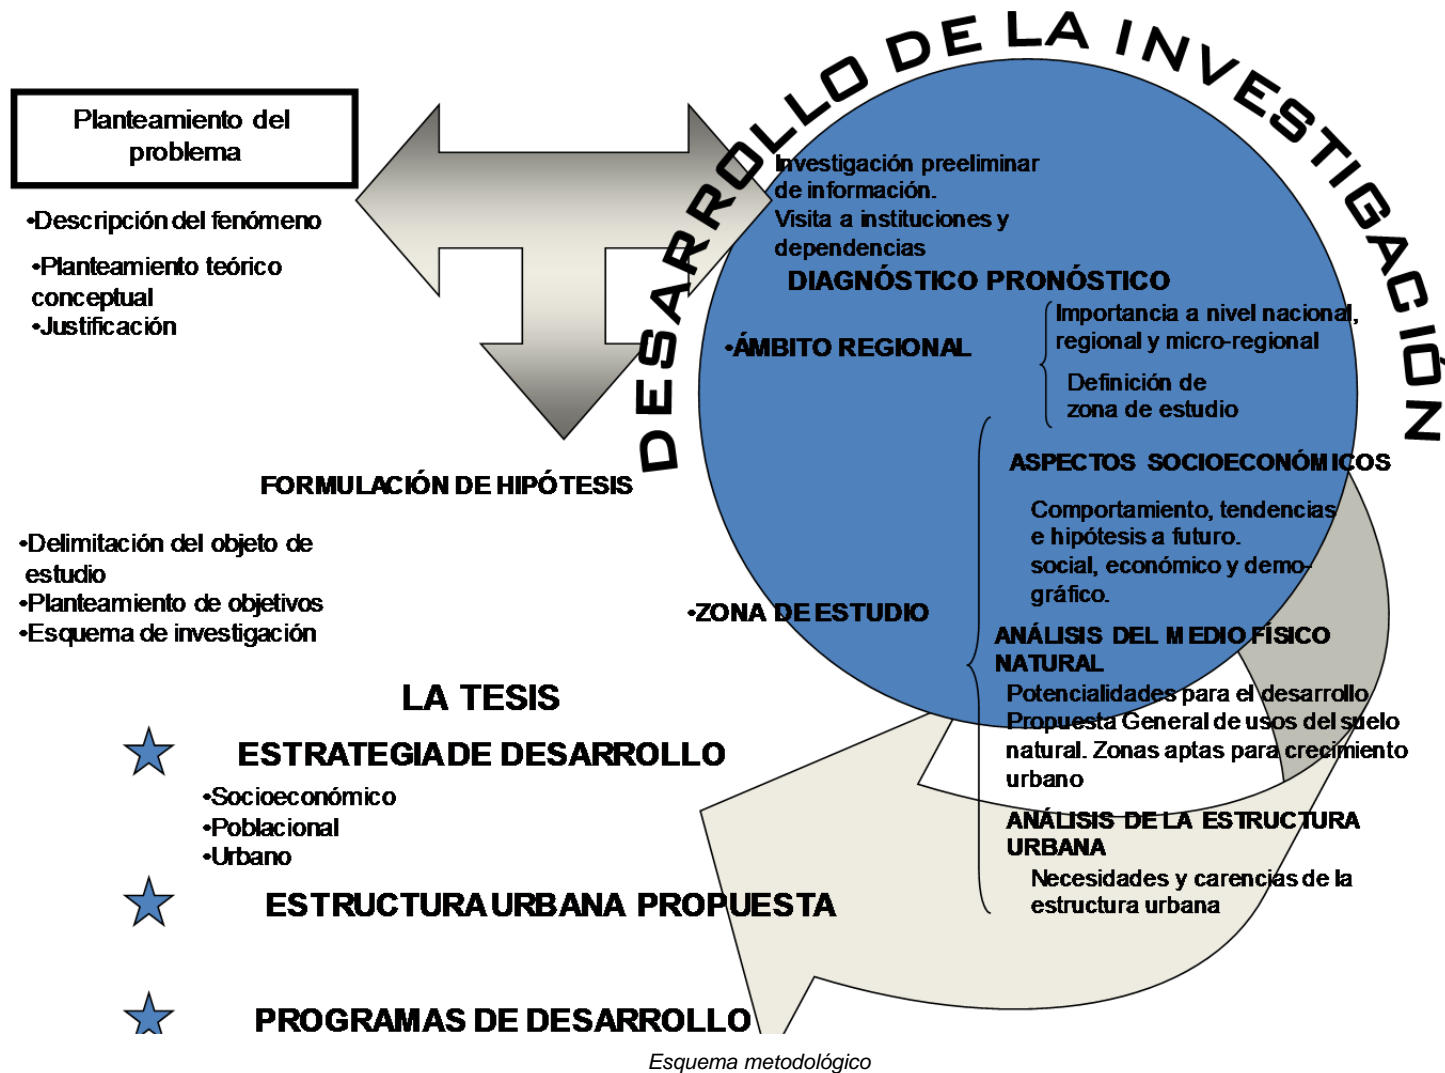 DESARROLLO DE LA INVESTIGACIÓN
Planteamiento del
problema
•Descripción del fenómeno
•Planteamiento teórico
conceptual
•Justificación
Investigación preeliminar
de información.
Visita a instituciones y
dependencias
DIAGNÓSTICO PRONÓSTICO
•ÁMBITO REGIONAL
Importancia a nivel nacional,
regional y micro-regional
Definición de
zona de estudio
FORMULACIÓN DE HIPÓTESIS
•Delimitación del objeto de
estudio
•Planteamiento de objetivos
•Esquema de investigación
•ZONA DE ESTUDIO
ASPECTOS SOCIOECONÓMICOS
Comportamiento, tendencias
e hipótesis a futuro.
social, económico y demo-
gráfico.
ANÁLISIS DEL MEDIO FÍSICO
NATURAL
Potencialidades para el desarrollo
Propuesta General de usos del suelo
natural. Zonas aptas para crecimiento
urbano
ANÁLISIS DE LA ESTRUCTURA
URBANA
Necesidades y carencias de la
estructura urbana
LA TESIS
ESTRATEGIA DE DESARROLLO
•Socioeconómico
•Poblacional
•Urbano
ESTRUCTURA URBANA PROPUESTA
PROGRAMAS DE DESARROLLO
Esquema metodológico